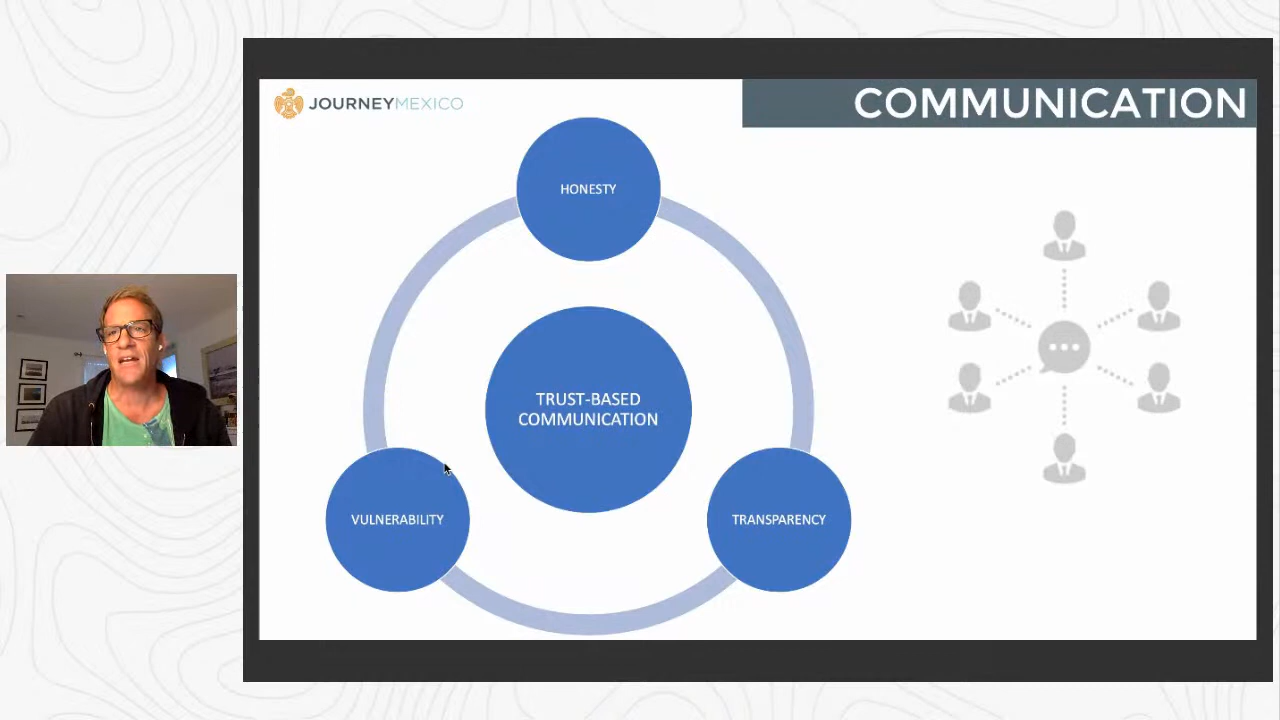 JOURNEYMEXICO
COMMUNICATION
HONESTY
TRUST-BASED
COMMUNICATION
VULNERABILITY
TRANSPARENCY